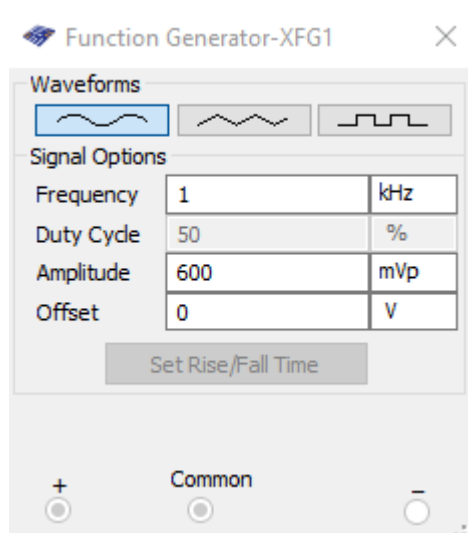 Function Generator-XFG1
Waveforms
Signal Options
Frequency 1 kHz
Duty Cycle 50 %
Amplitude 600 mVp
Offset 0 V
Set Rise/Fall Time
+ Common −